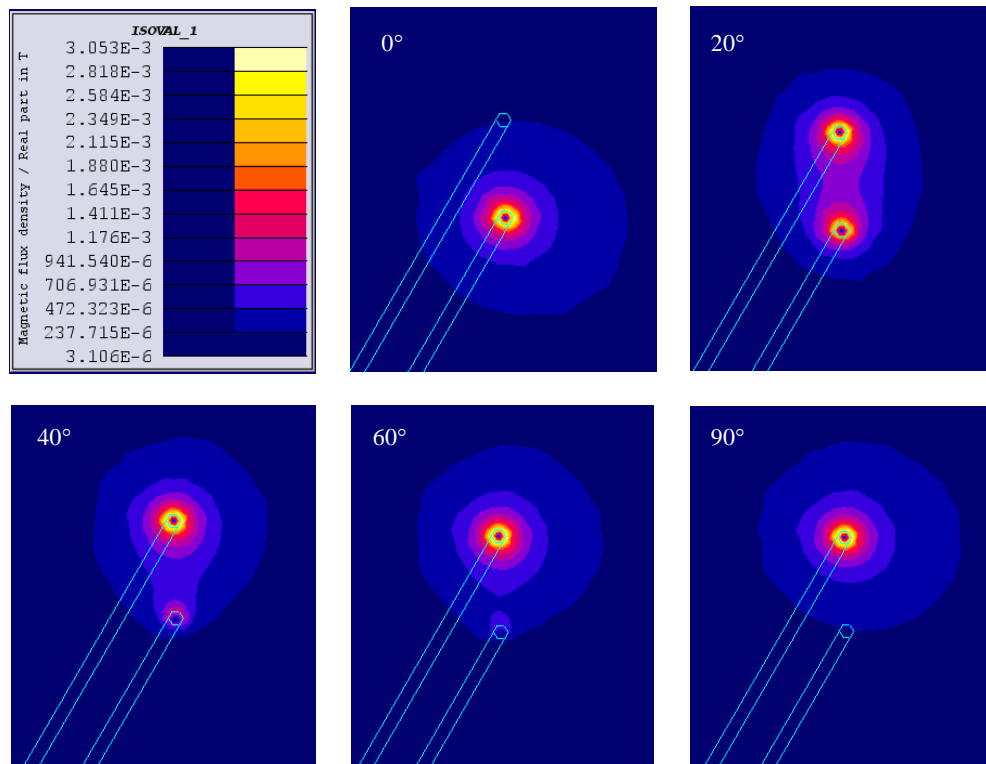 ISOVAL_1
Magnetic flux density / Real part in T
3.053E-3
2.818E-3
2.584E-3
2.349E-3
2.115E-3
1.880E-3
1.645E-3
1.411E-3
1.176E-3
941.540E-6
706.931E-6
472.323E-6
237.715E-6
3.106E-6
0°
20°
40°
60°
90°